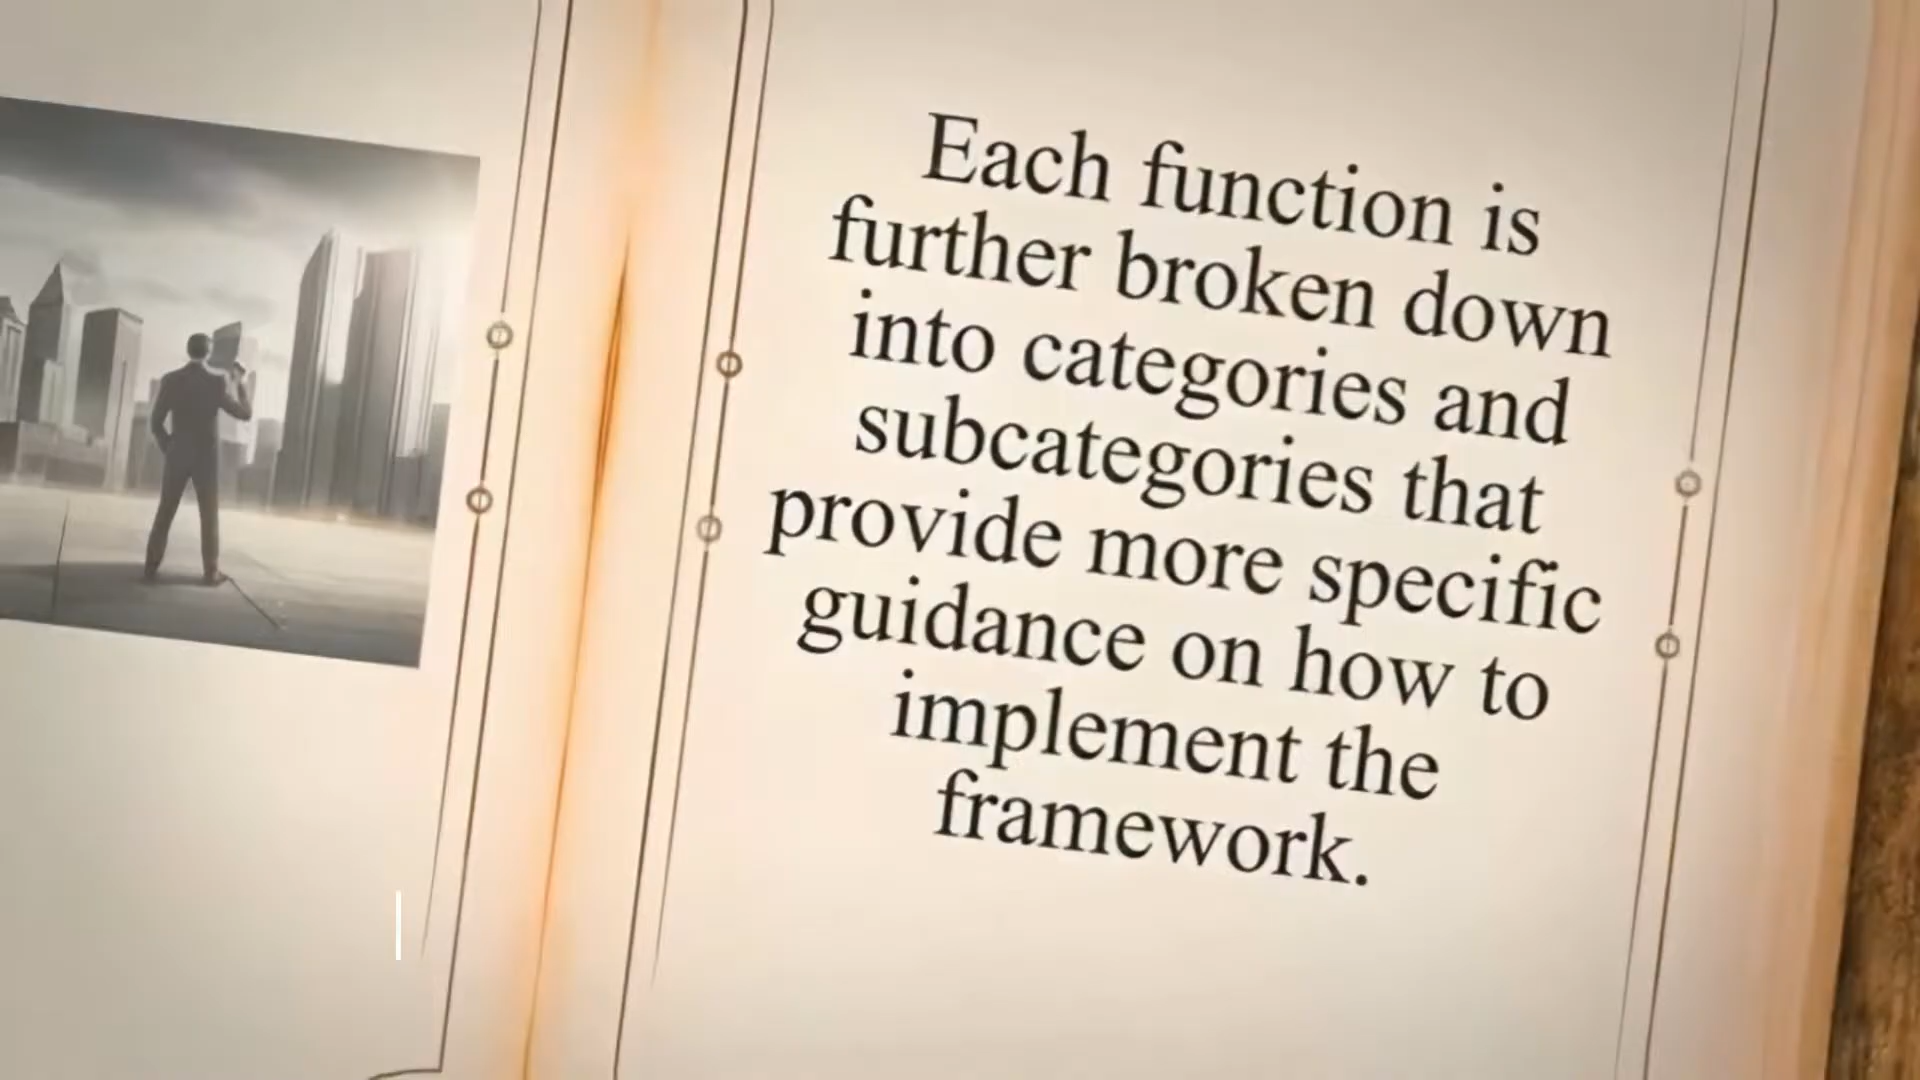 Each function is
further broken down
into categories and
subcategories that
provide more specific
guidance on how to
implement the
framework.